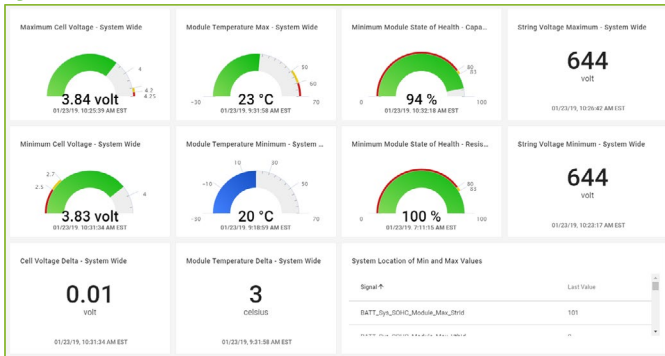 Maximum Cell Voltage - System Wide
4
4.2
4.25
3.84 volt
01/23/19, 10:25:39 AM EST
Module Temperature Max - System Wide
50
60
-30
70
23 °C
01/23/19, 9:31:58 AM EST
Minimum Module State of Health - Capa...
80
83
0
100
94 %
01/23/19, 10:32:18 AM EST
String Voltage Maximum - System Wide
644
volt
01/23/19, 10:26:42 AM EST
Minimum Cell Voltage - System Wide
2.7
2.5
4
3.83 volt
01/23/19, 10:31:34 AM EST
Module Temperature Minimum - System ...
10
30
-10
-30
70
20 °C
01/23/19, 9:18:59 AM EST
Minimum Module State of Health - Resis...
80
83
0
100
100 %
01/23/19, 7:11:15 AM EST
String Voltage Minimum - System Wide
644
volt
01/23/19, 10:23:17 AM EST
Cell Voltage Delta - System Wide
0.01
volt
01/23/19, 10:31:34 AM EST
Module Temperature Delta - System Wide
3
celsius
01/23/19, 9:31:58 AM EST
System Location of Min and Max Values
Signal ↑ Last Value
BATT_Sys_SOHC_Module_Max_StrId 101